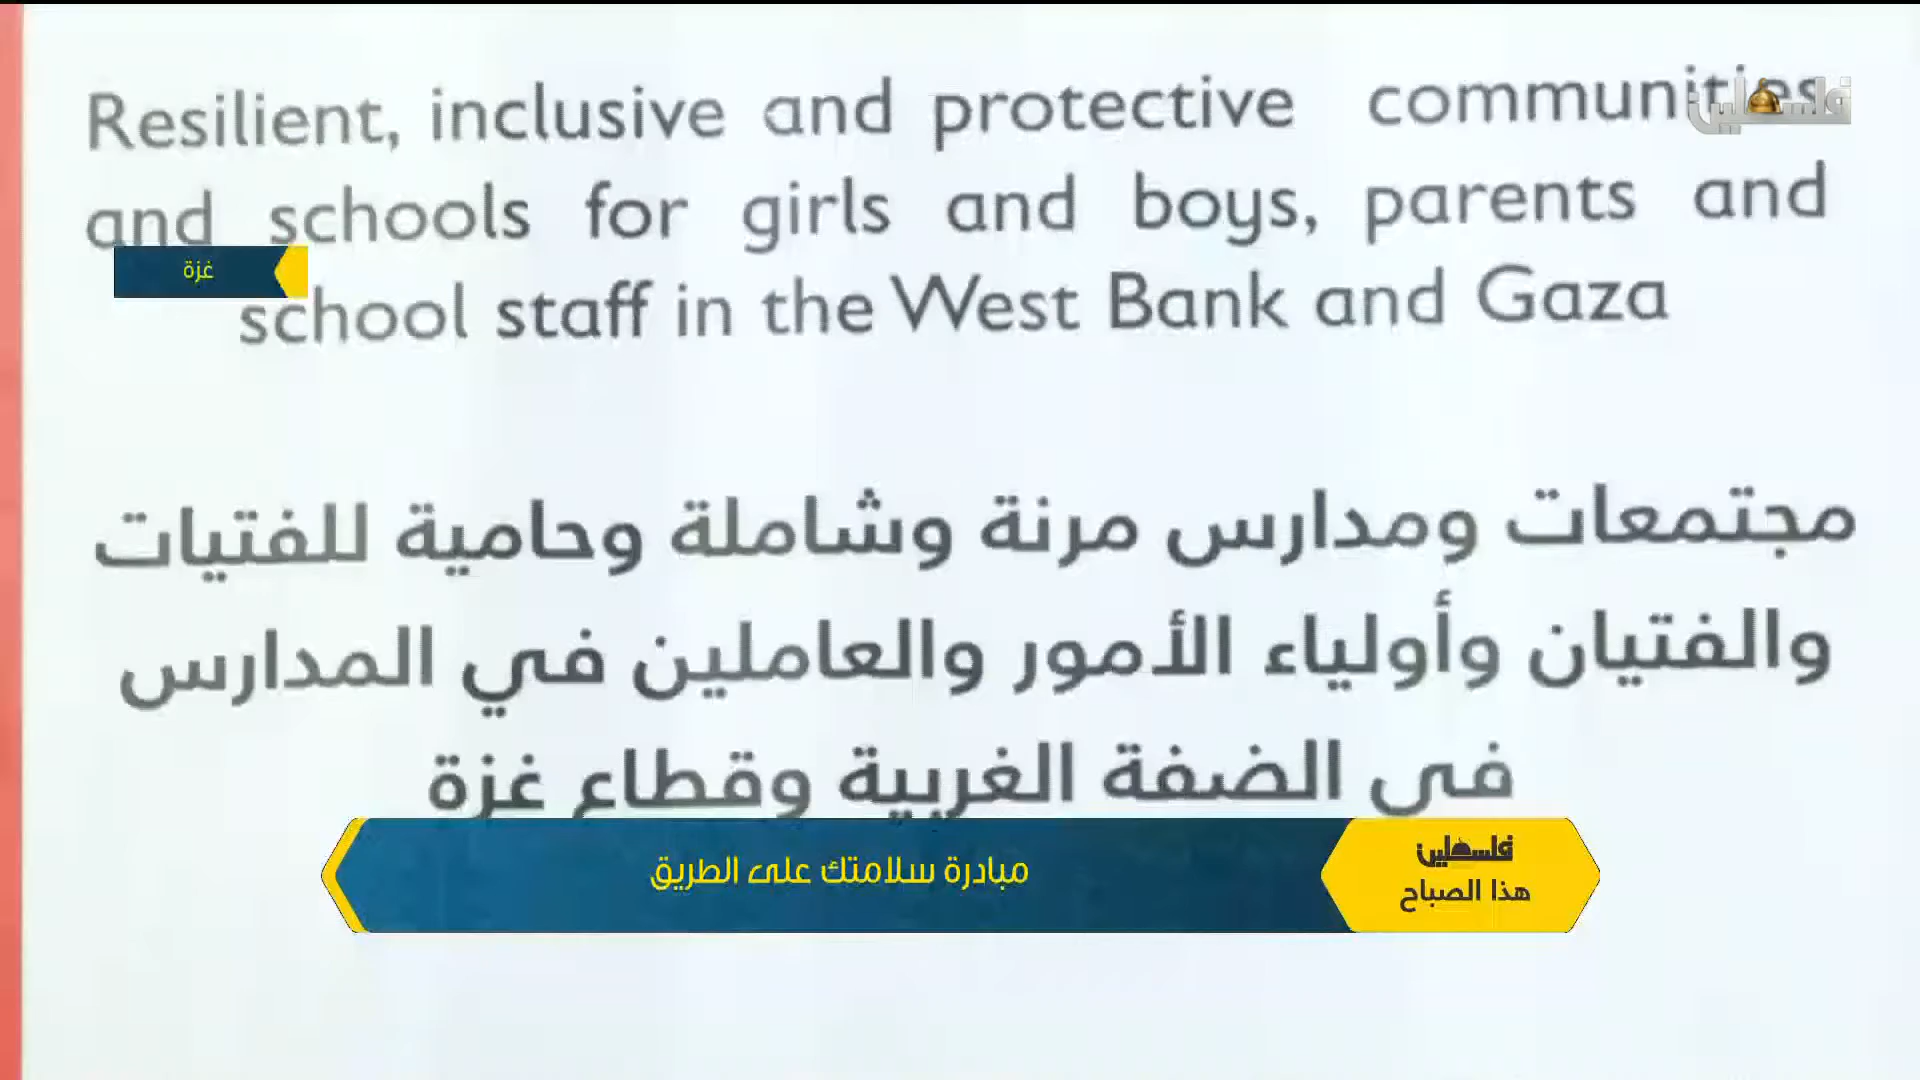 Resilient, inclusive and protective communities
فلسطين
and schools for girls and boys, parents and
غزة
school staff in the West Bank and Gaza
مجتمعات ومدارس مرنة وشاملة وحامية للفتيات
والفتيان وأولياء الأمور والعاملين في المدارس
في الضفة الغربية وقطاع غزة
فلسطين
هذا الصباح
مبادرة سلامتك على الطريق